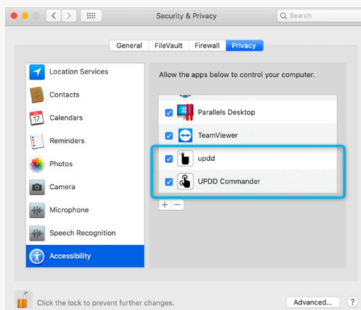 Security & Privacy
Search
General FileVault Firewall Privacy
Location Services
Contacts
17
Calendars
Reminders
Photos
Camera
Microphone
Speech Recognition
Accessibility
Allow the apps below to control your computer.
Parallels Desktop
TeamViewer
updd
UPDD Commander
+ −
Click the lock to prevent further changes.
Advanced... ?